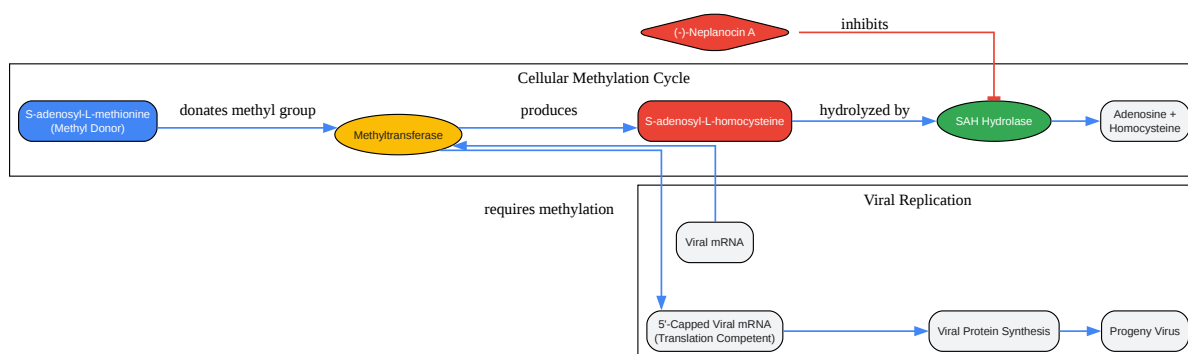 (-)-Neplanocin A
inhibits
Cellular Methylation Cycle
S-adenosyl-L-methionine
(Methyl Donor)
donates methyl group
Methyltransferase
produces
S-adenosyl-L-homocysteine
hydrolyzed by
SAH Hydrolase
Adenosine +
Homocysteine
requires methylation
Viral Replication
Viral mRNA
5'-Capped Viral mRNA
(Translation Competent)
Viral Protein Synthesis
Progeny Virus